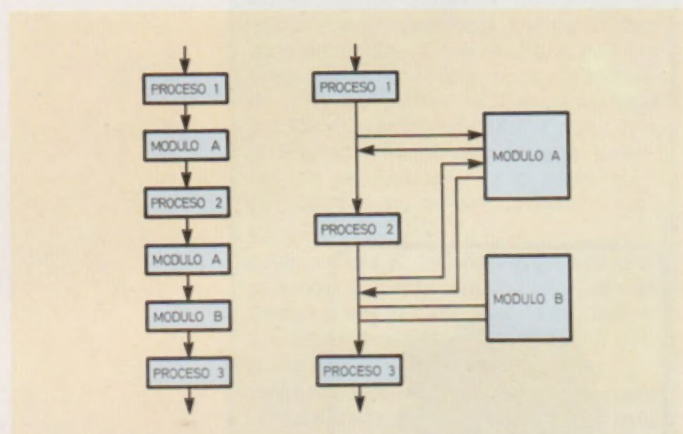 PROCESO 1
MODULO A
PROCESO 2
MODULO A
MODULO B
PROCESO 3
PROCESO 1
MODULO A
PROCESO 2
MODULO B
PROCESO 3